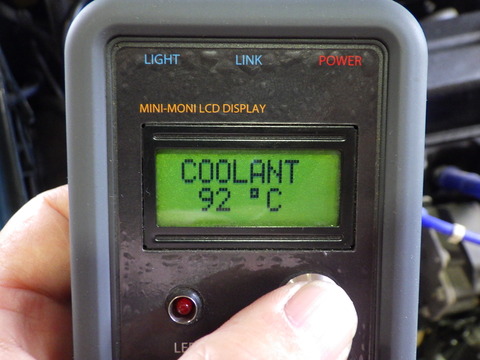 LIGHT LINK POWER
MINI-MONI LCD DISPLAY
COOLANT
92 °C